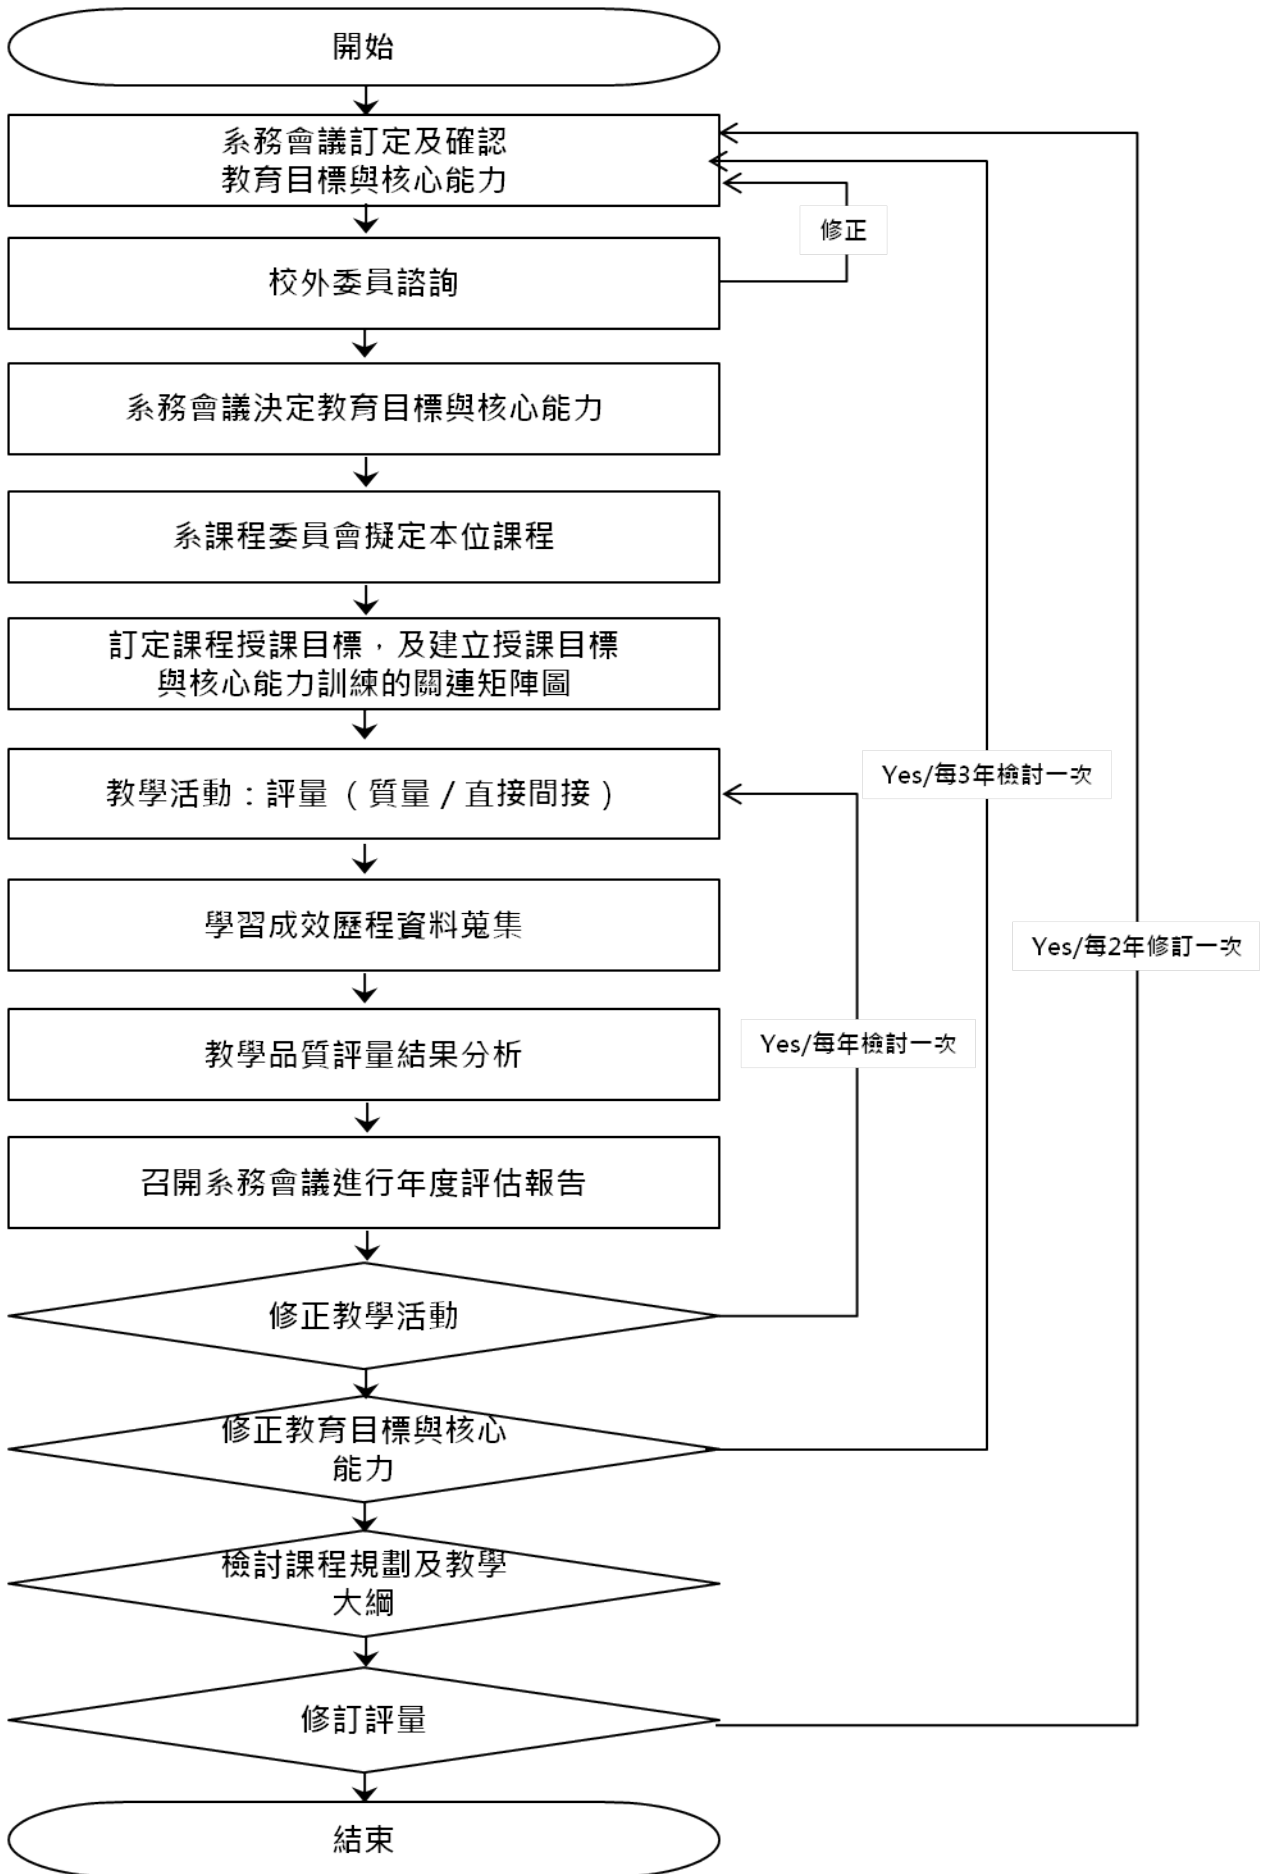 開始
系務會議訂定及確認
教育目標與核心能力
修正
校外委員諮詢
系務會議決定教育目標與核心能力
系課程委員會擬定本位課程
訂定課程授課目標，及建立授課目標
與核心能力訓練的關連矩陣圖
Yes/每3年檢討一次
教學活動：評量（質量/直接間接）
學習成效歷程資料蒐集
Yes/每2年修訂一次
教學品質評量結果分析
Yes/每年檢討一次
召開系務會議進行年度評估報告
修正教學活動
修正教育目標與核心
能力
檢討課程規劃及教學
大綱
修訂評量
結束